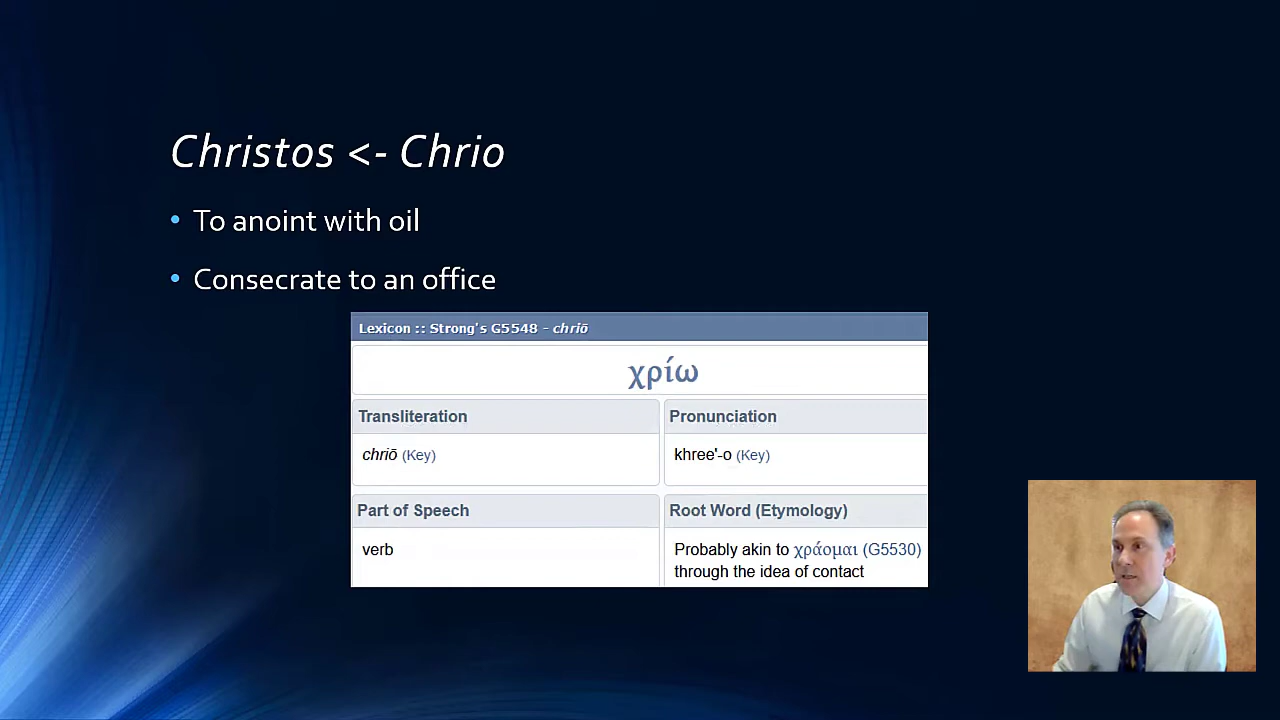 Christos <- Chrio
• To anoint with oil
• Consecrate to an office
Lexicon :: Strong's G5548 - chriō
χρίω
Transliteration
Pronunciation
chriō (Key)
khree'-o (Key)
Part of Speech
Root Word (Etymology)
verb
Probably akin to χράομαι (G5530)
through the idea of contact